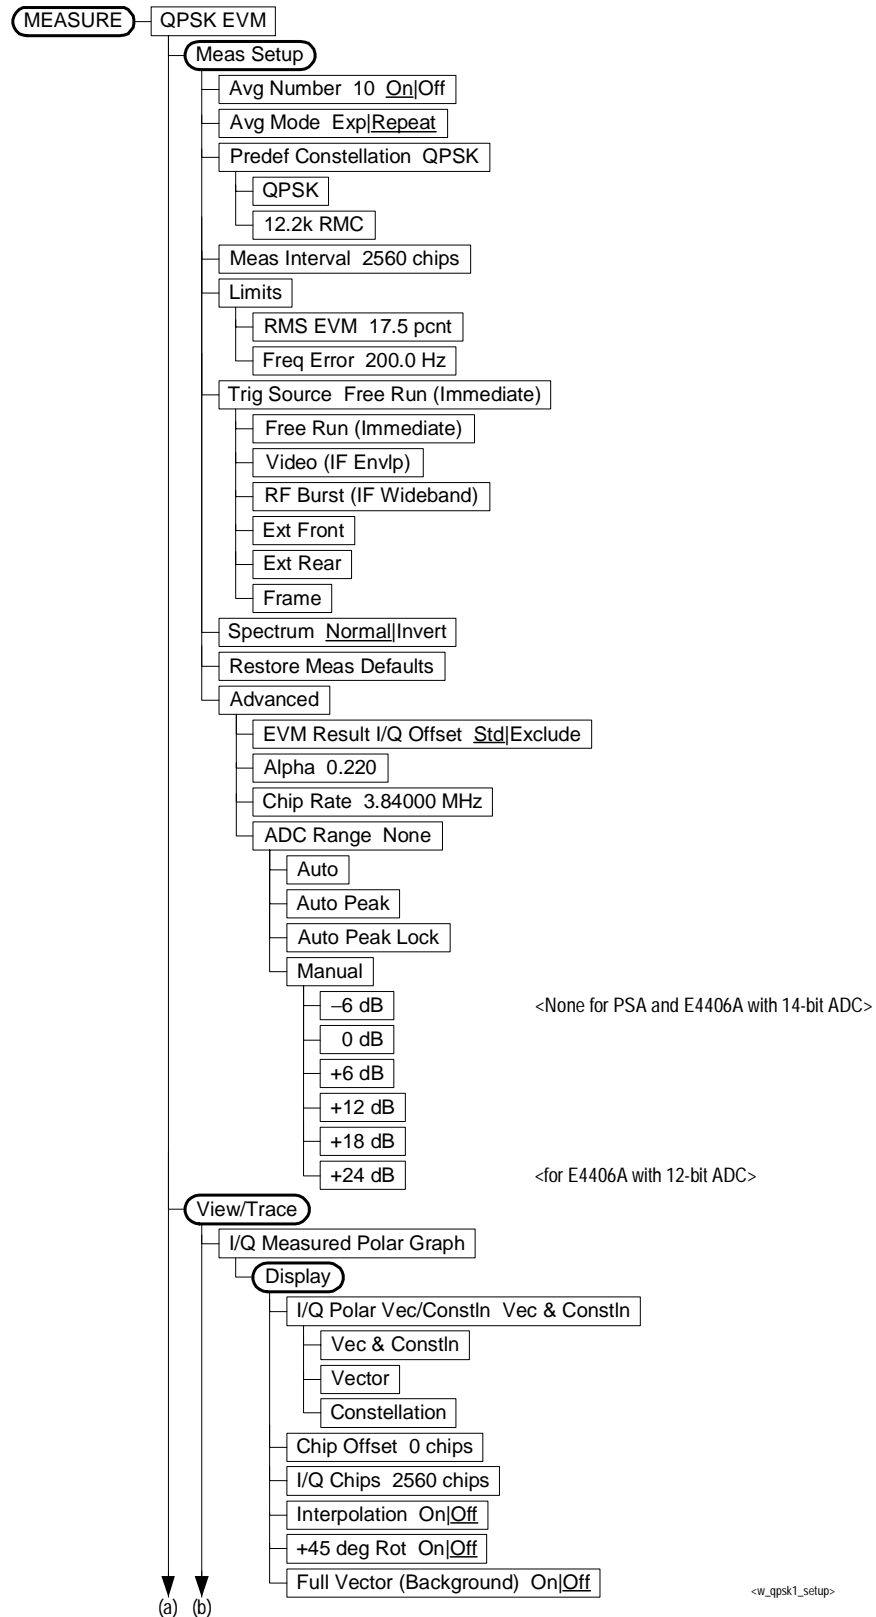 MEASURE QPSK EVM
Meas Setup
Avg Number 10 On|Off
Avg Mode Exp|Repeat
Predef Constellation QPSK
QPSK
12.2k RMC
Meas Interval 2560 chips
Limits
RMS EVM 17.5 pcnt
Freq Error 200.0 Hz
Trig Source Free Run (Immediate)
Free Run (Immediate)
Video (IF Envlp)
RF Burst (IF Wideband)
Ext Front
Ext Rear
Frame
Spectrum Normal|Invert
Restore Meas Defaults
Advanced
EVM Result I/Q Offset Std|Exclude
Alpha 0.220
Chip Rate 3.84000 MHz
ADC Range None
Auto
Auto Peak
Auto Peak Lock
Manual
–6 dB <None for PSA and E4406A with 14-bit ADC>
0 dB
+6 dB
+12 dB
+18 dB
+24 dB <for E4406A with 12-bit ADC>
View/Trace
I/Q Measured Polar Graph
Display
I/Q Polar Vec/Constln Vec & Constln
Vec & Constln
Vector
Constellation
Chip Offset 0 chips
I/Q Chips 2560 chips
Interpolation On|Off
+45 deg Rot On|Off
Full Vector (Background) On|Off
<w_qpsk1_setup>
(a) (b)